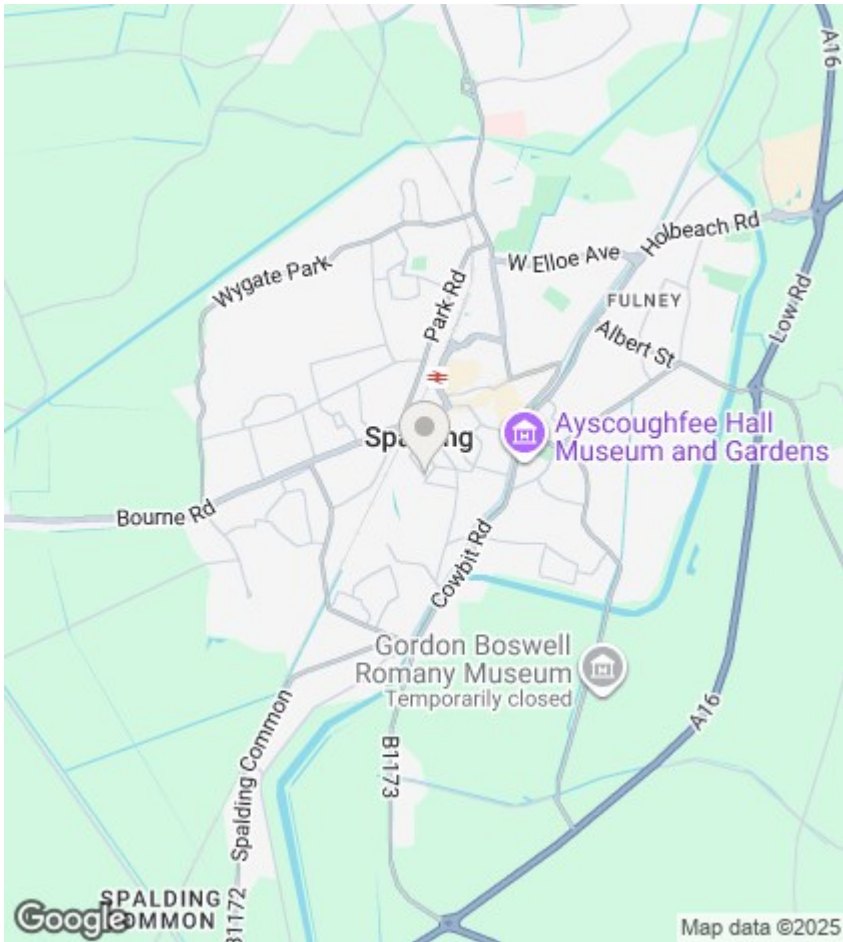 A16
Holbeach Rd
W Elloe Ave
Wygate Park
Park Rd
FULNEY
Low Rd
Albert St
Ayscoughfee Hall
Museum and Gardens
Bourne Rd
Cowbit Rd
Gordon Boswell
Romany Museum
Temporarily closed
A16
Spalding Common
B1173
B1172
SPALDING
Google
Map data ©2025